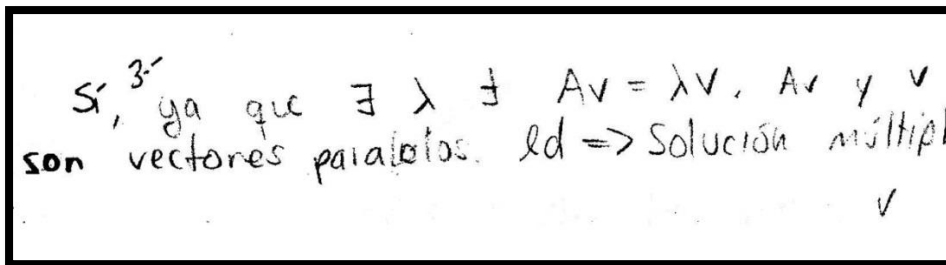 Sí, 3.- ya que ∃ λ ∋ Av = λv. Av y v
son vectores paralelos. ld => Solución múltipl
v